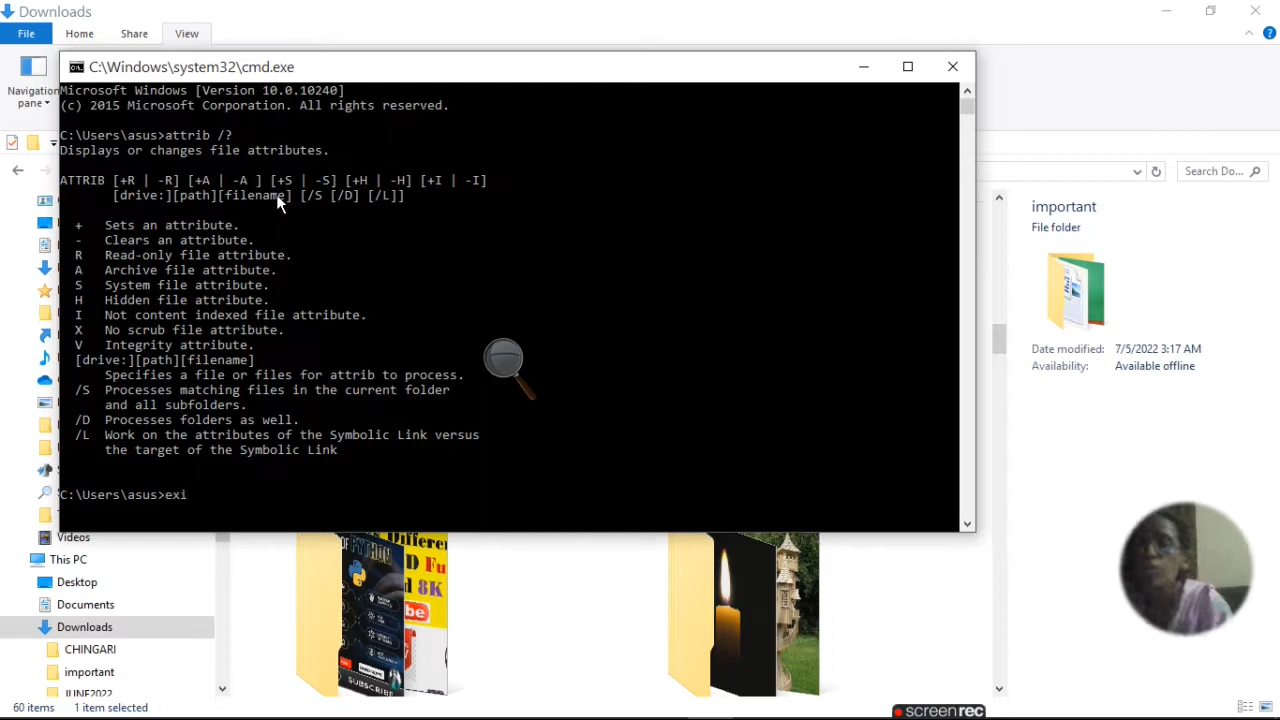 Downloads
File
Home
Share
View
Navigation
pane
C:\Windows\system32\cmd.exe
Microsoft Windows [Version 10.0.10240]
(c) 2015 Microsoft Corporation. All rights reserved.
C:\Users\asus>attrib /?
Displays or changes file attributes.
ATTRIB [+R | -R] [+A | -A ] [+S | -S] [+H | -H] [+I | -I]
[drive:][path][filename] [/S [/D] [/L]]
+ Sets an attribute.
- Clears an attribute.
R Read-only file attribute.
A Archive file attribute.
S System file attribute.
H Hidden file attribute.
I Not content indexed file attribute.
X No scrub file attribute.
V Integrity attribute.
[drive:][path][filename]
Specifies a file or files for attrib to process.
/S Processes matching files in the current folder
and all subfolders.
/D Processes folders as well.
/L Work on the attributes of the Symbolic Link versus
the target of the Symbolic Link
C:\Users\asus>exi
Search Do...
important
File folder
Date modified: 7/5/2022 3:17 AM
Availability: Available offline
Videos
This PC
Desktop
Documents
Downloads
CHINGARI
important
JUNE2022
OF PYTHON
Different
D Fu
d 8K
be
SUBSCRIBE
60 items
1 item selected
screenrec